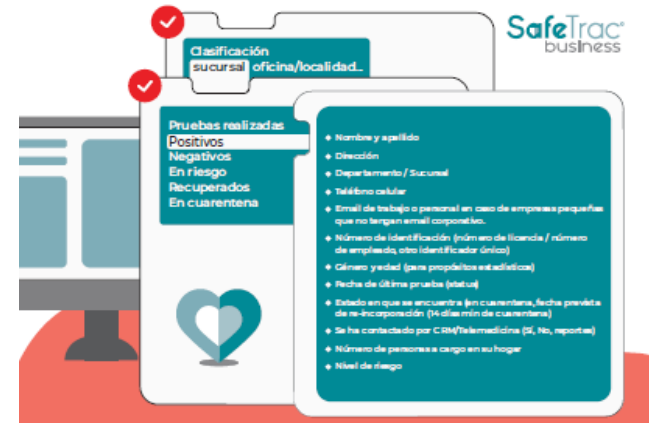 SafeTrac
business
Clasificación
sucursal oficina/localidad...
Pruebas realizadas
Positivos
Negativos
En riesgo
Recuperados
En cuarentena
Nombre y apellido
Dirección
Departamento / Sucursal
Teléfono celular
Email de trabajo o personal en caso de empresas pequeñas
que no tengan email corporativo.
Número de identificación (número de licencia / número
de empleado, otro identificador único)
Género y edad (para propósitos estadísticos)
Fecha de última prueba (status)
Estado en que se encuentra (en cuarentena, fecha prevista
de re-incorporación (14 días min de cuarentena)
Se ha contactado por CRM/Telemedicina (Sí, No, reportes)
Número de personas a cargo en su hogar
Nivel de riesgo